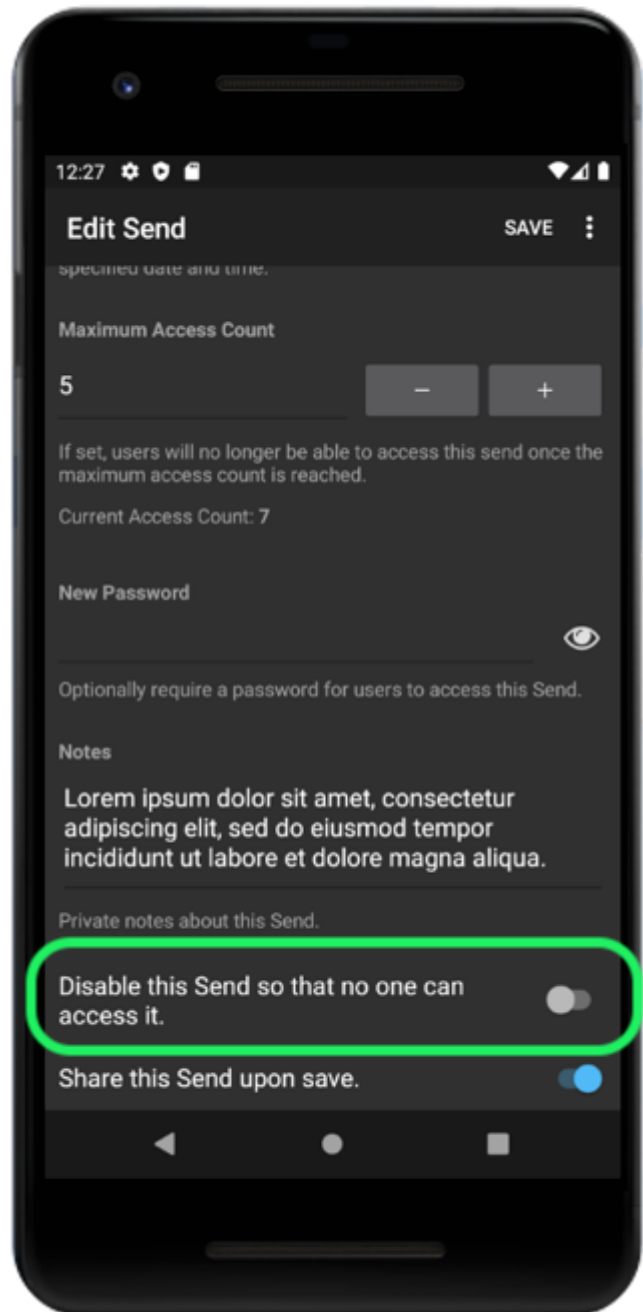 12:27
Edit Send
SAVE
specified date and time.
Maximum Access Count
5
−
+
If set, users will no longer be able to access this send once the
maximum access count is reached.
Current Access Count: 7
New Password
Optionally require a password for users to access this Send.
Notes
Lorem ipsum dolor sit amet, consectetur
adipiscing elit, sed do eiusmod tempor
incididunt ut labore et dolore magna aliqua.
Private notes about this Send.
Disable this Send so that no one can
access it.
Share this Send upon save.